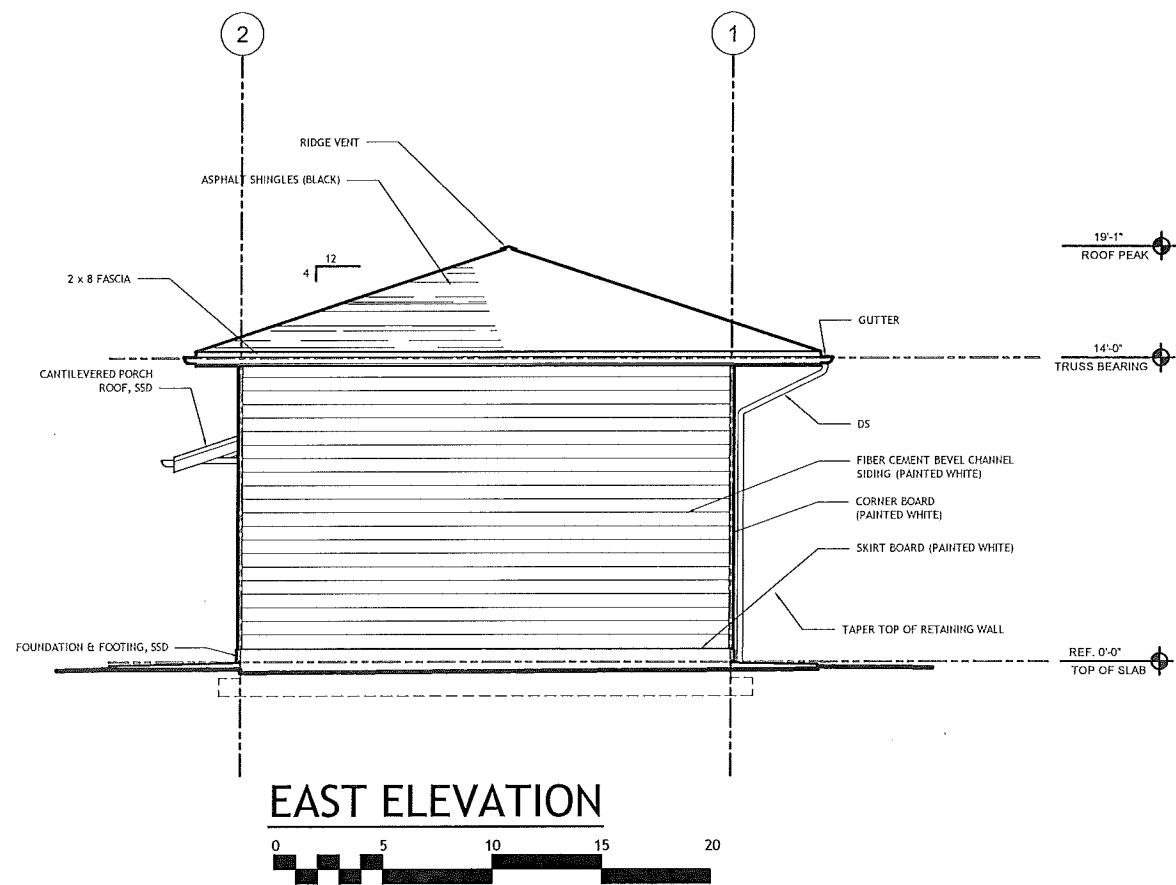 2
1
RIDGE VENT
ASPHALT SHINGLES (BLACK)
12
4
2 x 8 FASCIA
19'-1"
ROOF PEAK
GUTTER
14'-0"
TRUSS BEARING
CANTILEVERED PORCH
ROOF, SSD
DS
FIBER CEMENT BEVEL CHANNEL
SIDING (PAINTED WHITE)
CORNER BOARD
(PAINTED WHITE)
SKIRT BOARD (PAINTED WHITE)
TAPER TOP OF RETAINING WALL
FOUNDATION & FOOTING, SSD
REF. 0'-0"
TOP OF SLAB
EAST ELEVATION
0 5 10 15 20